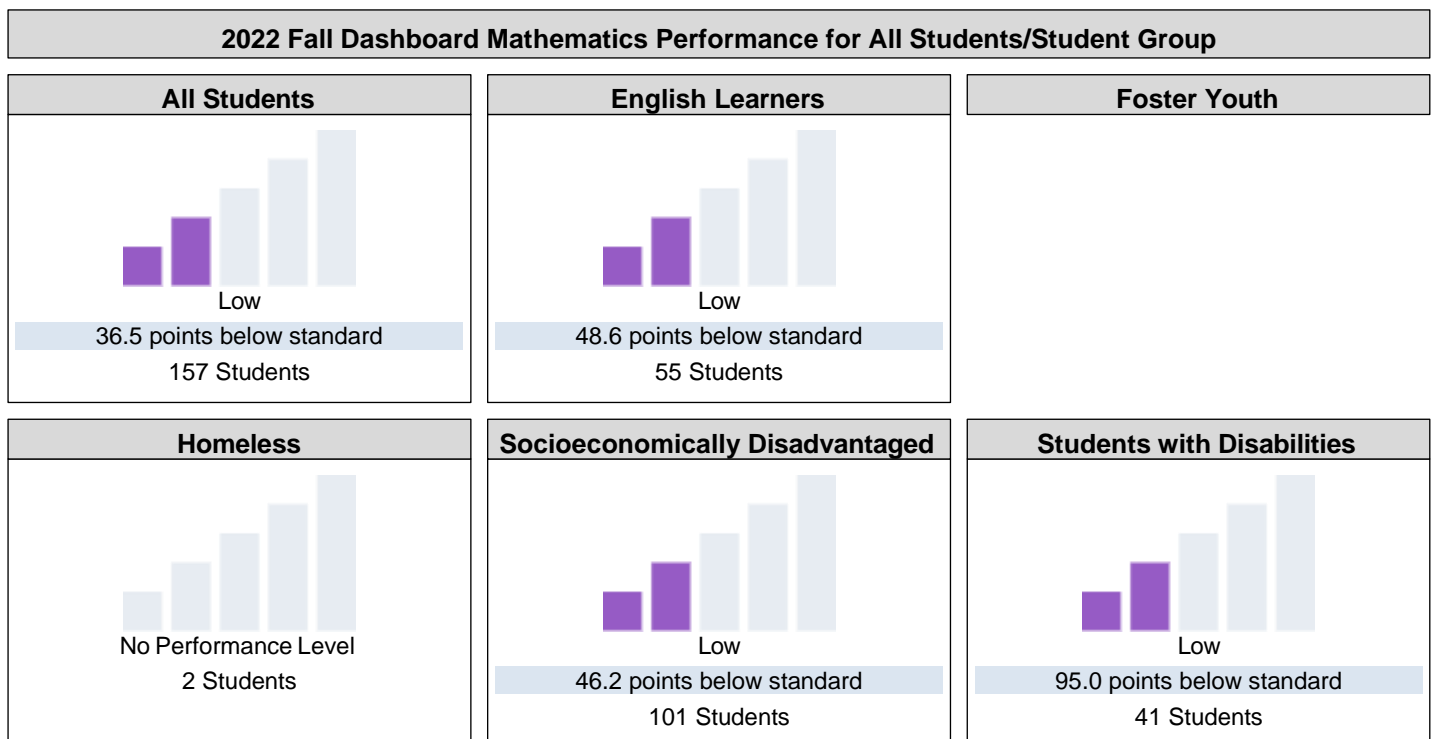 2022 Fall Dashboard Mathematics Performance for All Students/Student Group
All Students
Low
36.5 points below standard
157 Students
English Learners
Low
48.6 points below standard
55 Students
Foster Youth
Homeless
No Performance Level
2 Students
Socioeconomically Disadvantaged
Low
46.2 points below standard
101 Students
Students with Disabilities
Low
95.0 points below standard
41 Students